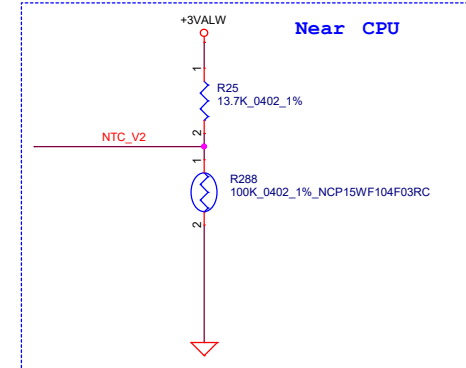 +3VALW
Near CPU
1
R25
13.7K_0402_1%
2
NTC_V2
1
R288
100K_0402_1%_NCP15WF104F03RC
2